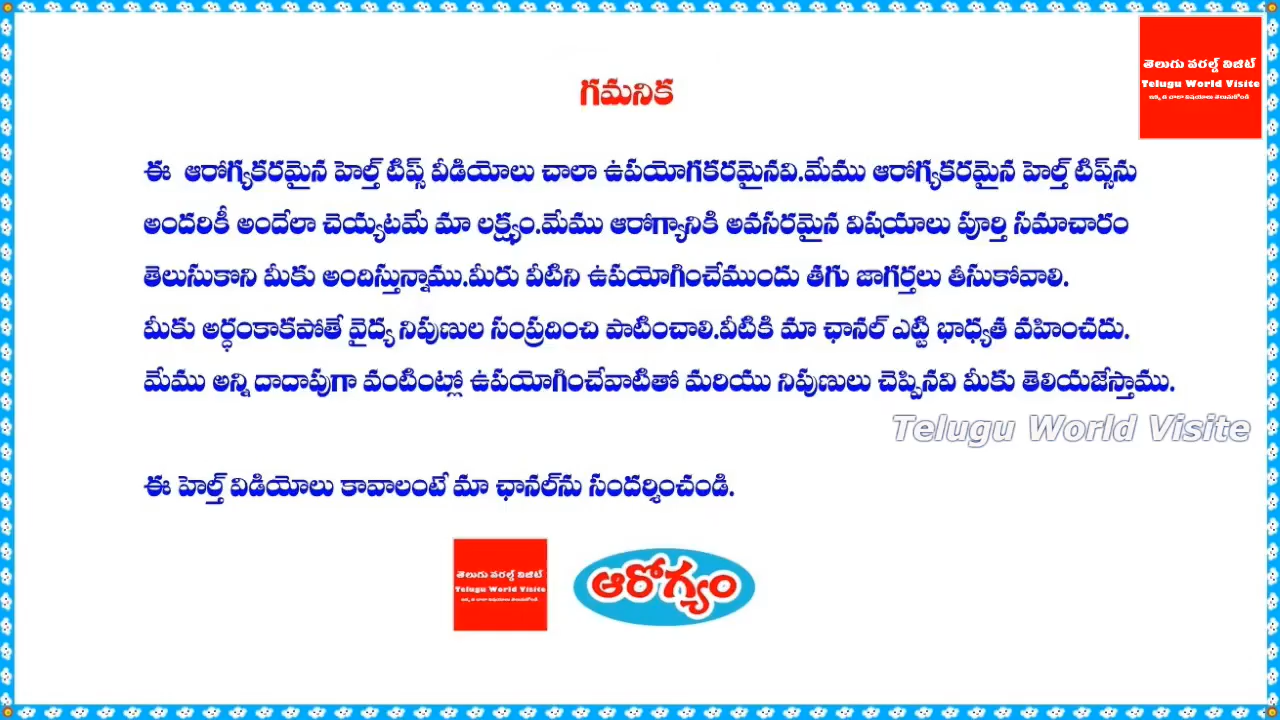 తెలుగు వరల్డ్ విజిట్
Telugu World Visite
గమనిక
ఈ ఆరోగ్యకరమైన హెల్త్ టిప్స్ వీడియోలు చాలా ఉపయోగకరమైనవి.మేము ఆరోగ్యకరమైన హెల్త్ టిప్స్‌ను
అందరికీ అందేలా చెయ్యటమే మా లక్ష్యం.మేము ఆరోగ్యానికి అవసరమైన విషయాలు పూర్తి సమాచారం
తెలుసుకొని మీకు అందిస్తున్నాము.మీరు వీటిని ఉపయోగించేముందు తగు జాగర్తలు తీసుకోవాలి.
మీకు అర్ధంకాకపోతే వైద్య నిపుణుల సంప్రదించి పాటించాలి.వీటికి మా ఛానల్ ఎట్టి భాధ్యత వహించదు.
మేము అన్ని దాదాపుగా వంటింట్లో ఉపయోగించేవాటితో మరియు నిపుణులు చెప్పినవి మీకు తెలియజేస్తాము.
Telugu World Visite
ఈ హెల్త్ విడియోలు కావాలంటే మా ఛానల్‌ను సందర్శించండి.
తెలుగు వరల్డ్ విజిట్
Telugu World Visite
ఆరోగ్యం